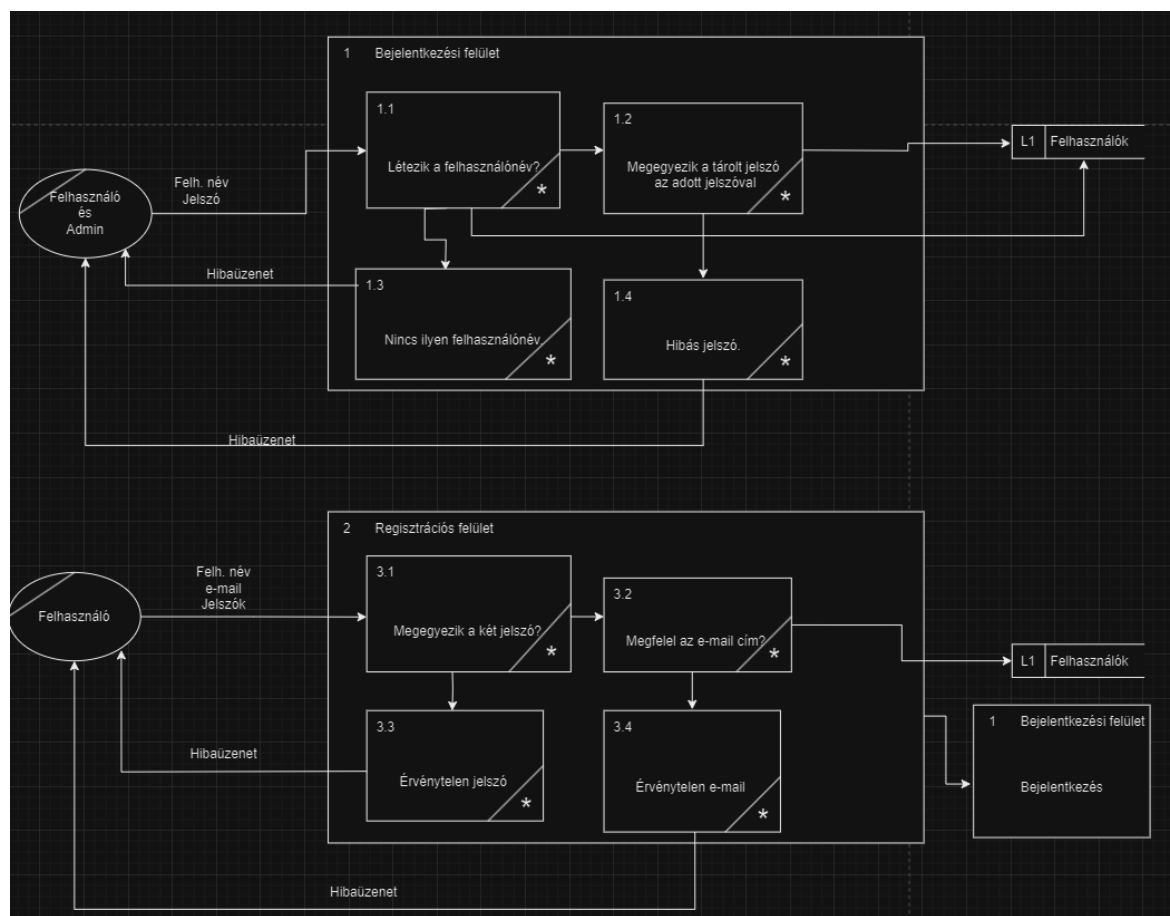 1 Bejelentkezési felület
1.1
Létezik a felhasználónév?
*
1.2
Megegyezik a tárolt jelszó
az adott jelszóval
*
L1 Felhasználók
Felhasználó
és
Admin
Felh. név
Jelszó
Hibaüzenet
1.3
Nincs ilyen felhasználónév.
*
1.4
Hibás jelszó.
*
Hibaüzenet
2 Regisztrációs felület
Felhasználó
Felh. név
e-mail
Jelszók
3.1
Megegyezik a két jelszó?
*
3.2
Megfelel az e-mail cím?
*
L1 Felhasználók
Hibaüzenet
3.3
Érvénytelen jelszó
*
3.4
Érvénytelen e-mail
*
1 Bejelentkezési felület
Bejelentkezés
Hibaüzenet